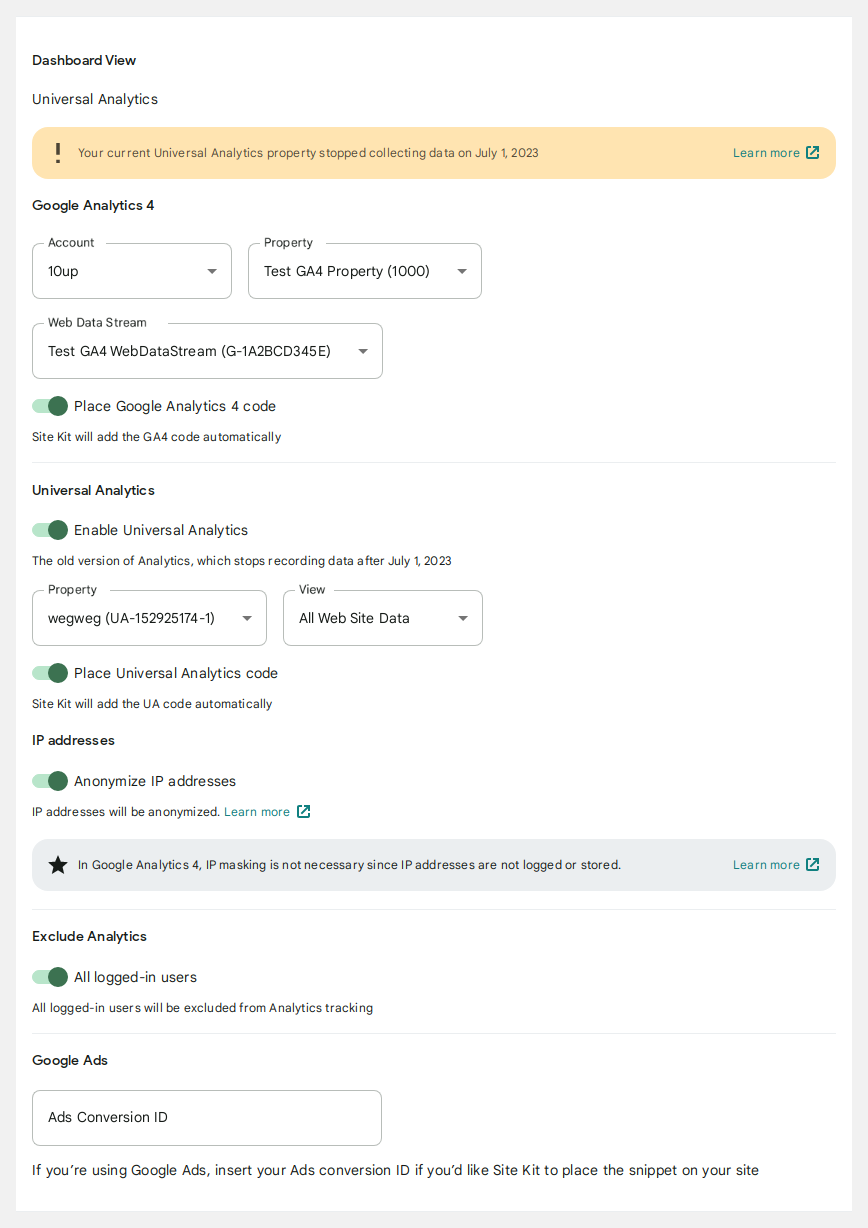 Dashboard View
Universal Analytics
Your current Universal Analytics property stopped collecting data on July 1, 2023
Learn more
Google Analytics 4
Account
10up
Property
Test GA4 Property (1000)
Web Data Stream
Test GA4 WebDataStream (G-1A2BCD345E)
Place Google Analytics 4 code
Site Kit will add the GA4 code automatically
Universal Analytics
Enable Universal Analytics
The old version of Analytics, which stops recording data after July 1, 2023
Property
wegweg (UA-152925174-1)
View
All Web Site Data
Place Universal Analytics code
Site Kit will add the UA code automatically
IP addresses
Anonymize IP addresses
IP addresses will be anonymized. Learn more
In Google Analytics 4, IP masking is not necessary since IP addresses are not logged or stored.
Learn more
Exclude Analytics
All logged-in users
All logged-in users will be excluded from Analytics tracking
Google Ads
Ads Conversion ID
If you’re using Google Ads, insert your Ads conversion ID if you’d like Site Kit to place the snippet on your site